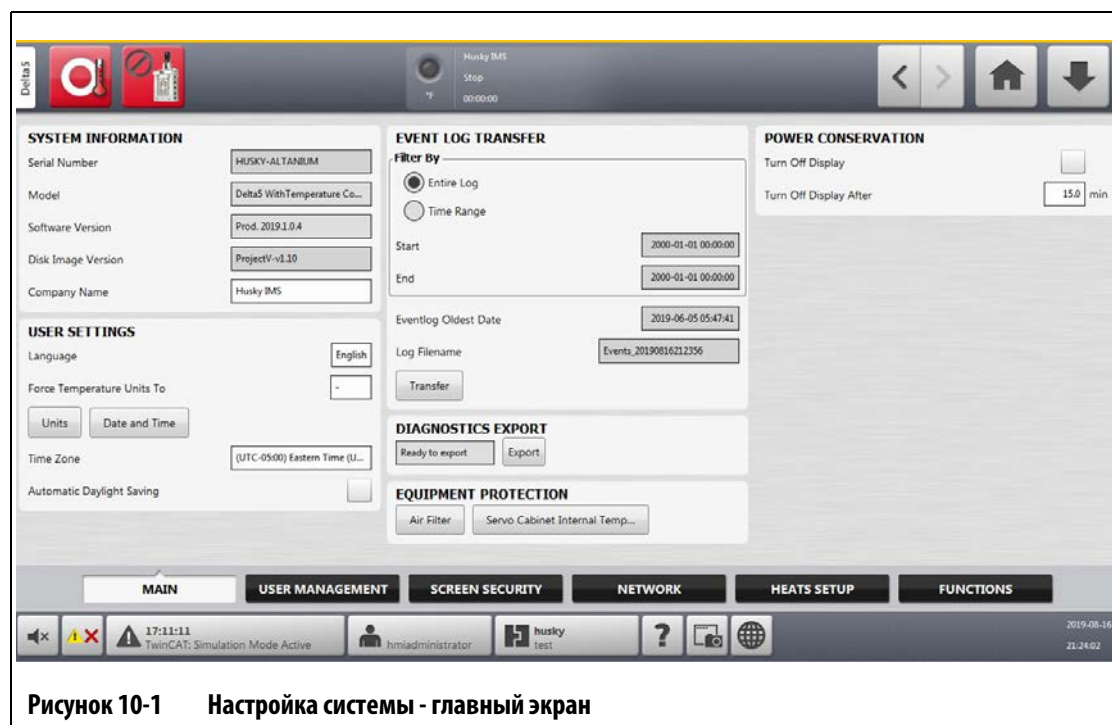 Delta5
Husky IMS
Stop
°F
00:00:00
SYSTEM INFORMATION
Serial Number
HUSKY-ALTANIUM
Model
Delta5 WithTemperature Co...
Software Version
Prod. 2019.1.0.4
Disk Image Version
ProjectV-v1.10
Company Name
Husky IMS
USER SETTINGS
Language
English
Force Temperature Units To
-
Units
Date and Time
Time Zone
(UTC-05:00) Eastern Time (U...
Automatic Daylight Saving
EVENT LOG TRANSFER
Filter By
Entire Log
Time Range
Start
2000-01-01 00:00:00
End
2000-01-01 00:00:00
Eventlog Oldest Date
2019-06-05 05:47:41
Log Filename
Events_20190816212356
Transfer
DIAGNOSTICS EXPORT
Ready to export
Export
EQUIPMENT PROTECTION
Air Filter
Servo Cabinet Internal Temp...
POWER CONSERVATION
Turn Off Display
Turn Off Display After
15.0 min
MAIN
USER MANAGEMENT
SCREEN SECURITY
NETWORK
HEATS SETUP
FUNCTIONS
17:11:11
TwinCAT: Simulation Mode Active
hmiadministrator
husky
test
?
2019-08-16
21:24:02
Рисунок 10-1 Настройка системы - главный экран